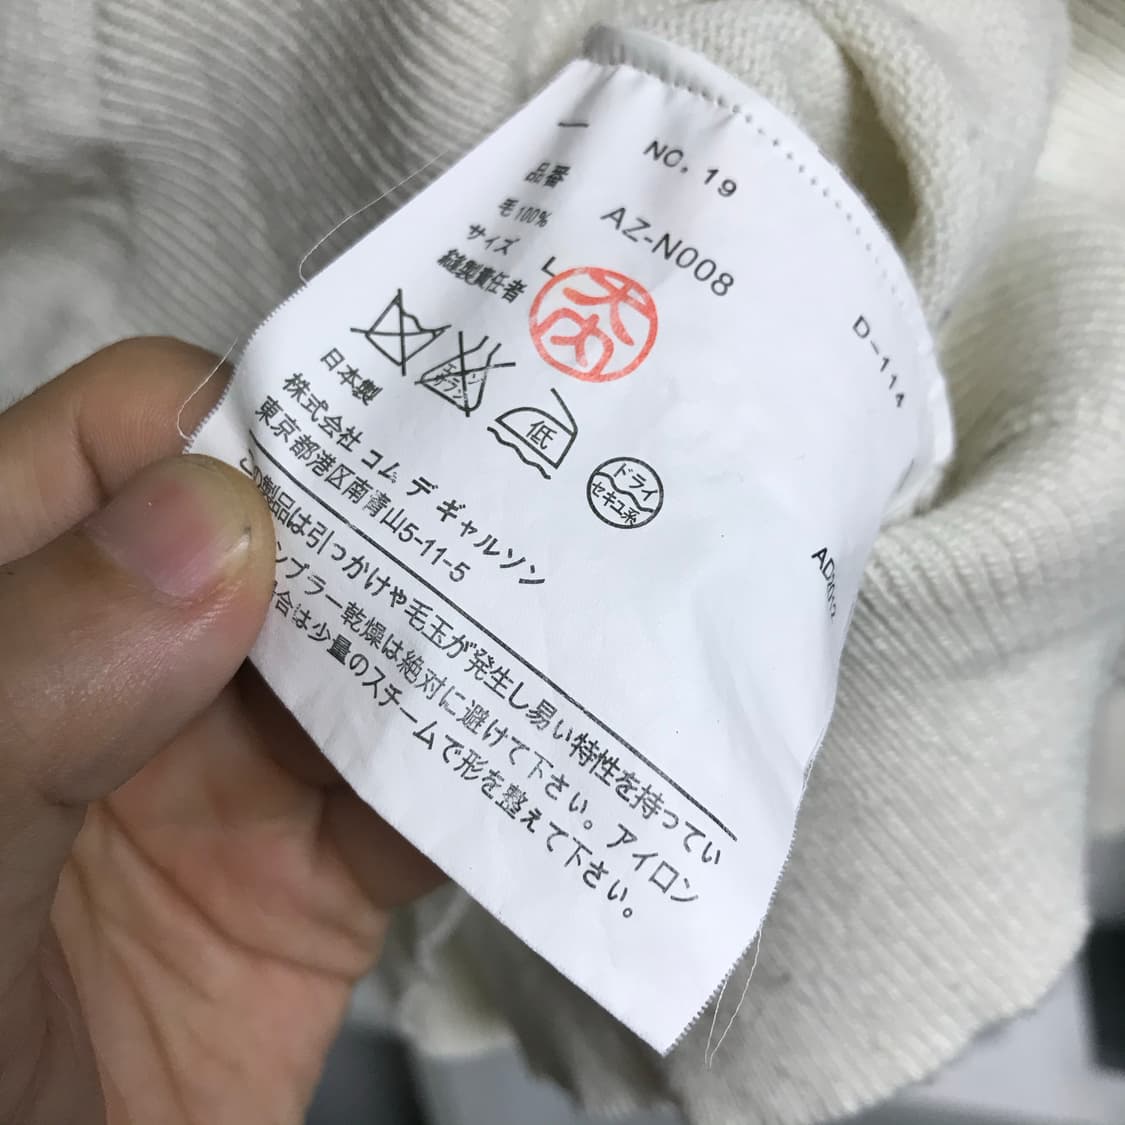 NO. 19
品番 AZ-N008
毛100%
サイズ L
縫製責任者
低
ドライ
セキユ系
日本製
株式会社 コム デ ギャルソン
東京都港区南青山5-11-5
この製品は引っかけや毛玉が発生し易い特性を持ってい
ンブラー乾燥は絶対に避けて下さい。アイロン
合は少量のスチームで形を整えて下さい。
D-114
AD2012